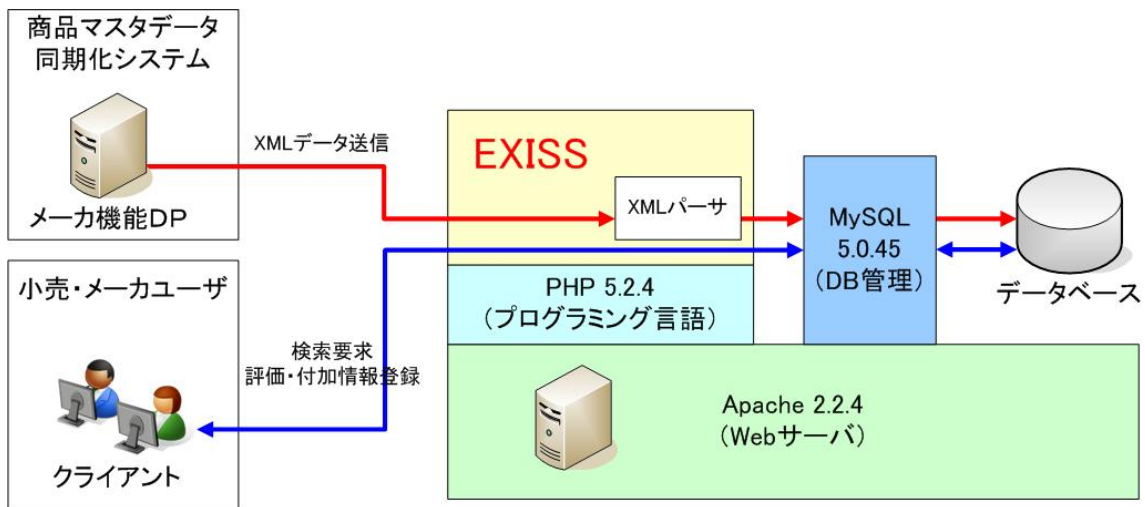 商品マスタデータ
同期化システム
メーカ機能DP
XMLデータ送信
EXISS
XMLパーサ
MySQL
5.0.45
(DB管理)
データベース
PHP 5.2.4
(プログラミング言語)
小売・メーカユーザ
クライアント
検索要求
評価・付加情報登録
Apache 2.2.4
(Webサーバ)